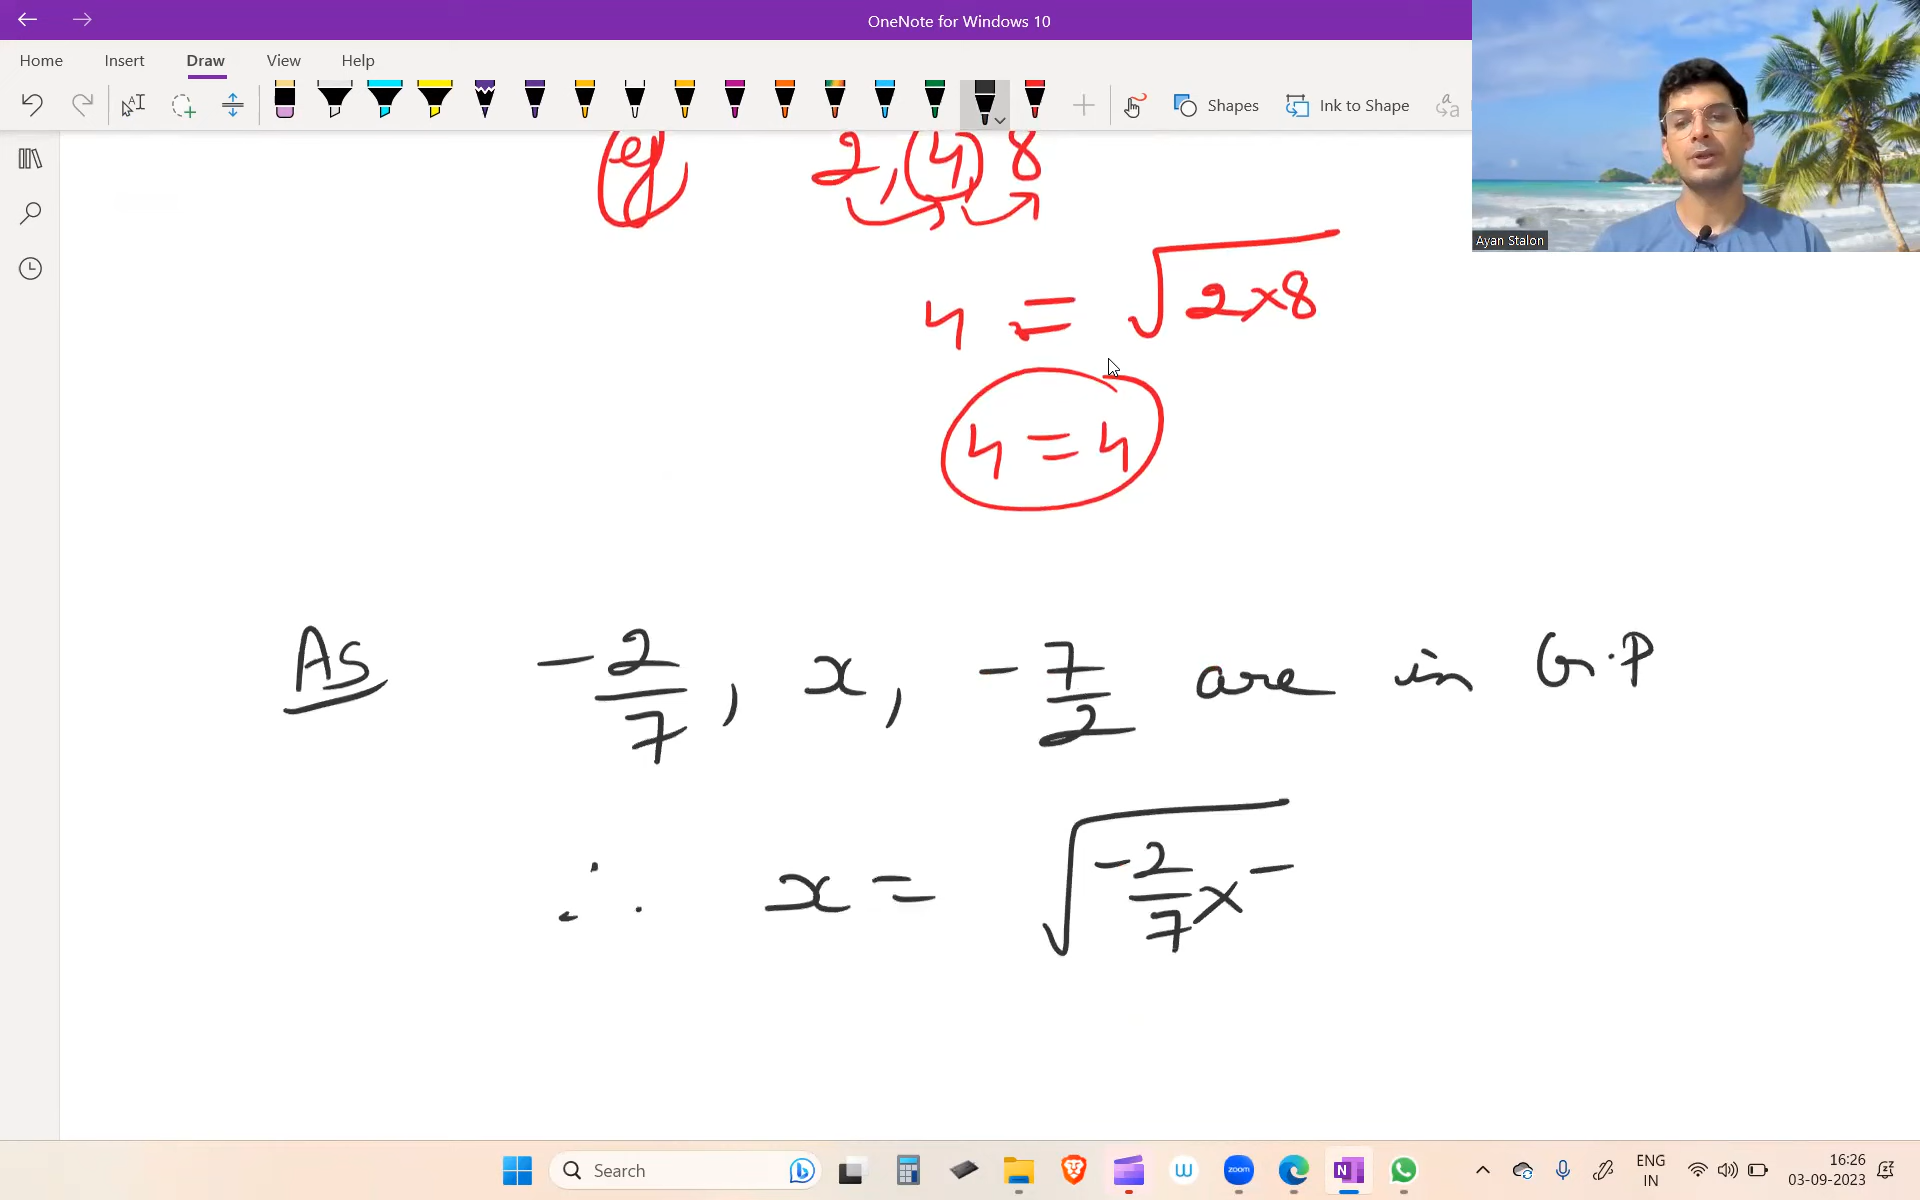 OneNote for Windows 10
Home Insert Draw View Help
Shapes Ink to Shape
Ayan Stalon
eg 2, 4, 8
4 = √2×8
4 = 4
As -2/7, x, -7/2 are in G.P
∴ x = √-2/7 × -
Search
zoom
ENG
IN
16:26
03-09-2023